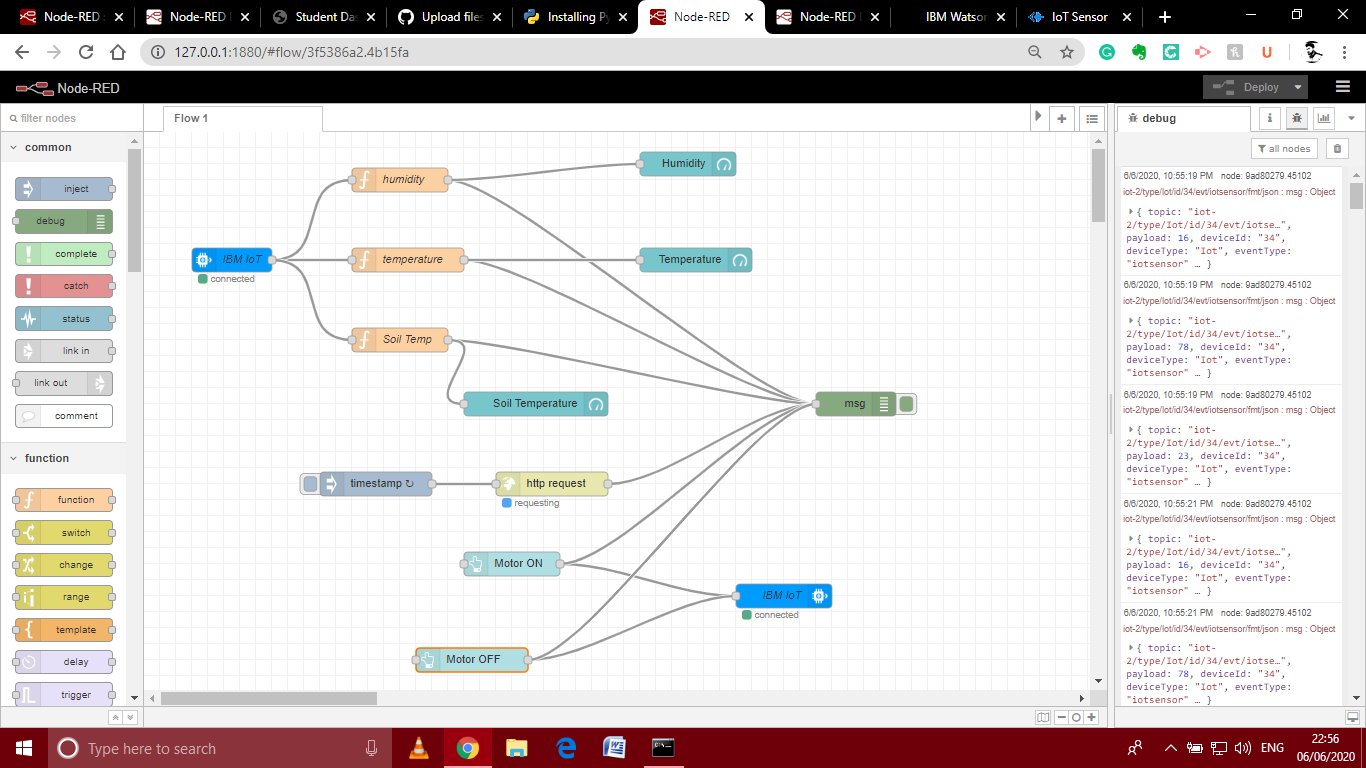 Node-RED :
Node-RED |
Student Das
Upload files
Installing Py
Node-RED
Node-RED |
IBM Watson
IoT Sensor
127.0.0.1:1880/#flow/3f5386a2.4b15fa
Node-RED
Deploy
filter nodes
common
inject
debug
complete
catch
status
link in
link out
comment
function
function
switch
change
range
template
delay
trigger
Flow 1
humidity
Humidity
IBM IoT
connected
temperature
Temperature
Soil Temp
Soil Temperature
msg
timestamp ↻
http request
requesting
Motor ON
IBM IoT
connected
Motor OFF
debug
all nodes
6/6/2020, 10:55:19 PM node: 9ad80279.45102
iot-2/type/Iot/id/34/evt/iotsensor/fmt/json : msg : Object
{ topic: "iot-
2/type/Iot/id/34/evt/iotse…",
payload: 16, deviceId: "34",
deviceType: "Iot", eventType:
"iotsensor" … }
6/6/2020, 10:55:19 PM node: 9ad80279.45102
iot-2/type/Iot/id/34/evt/iotsensor/fmt/json : msg : Object
{ topic: "iot-
2/type/Iot/id/34/evt/iotse…",
payload: 78, deviceId: "34",
deviceType: "Iot", eventType:
"iotsensor" … }
6/6/2020, 10:55:19 PM node: 9ad80279.45102
iot-2/type/Iot/id/34/evt/iotsensor/fmt/json : msg : Object
{ topic: "iot-
2/type/Iot/id/34/evt/iotse…",
payload: 23, deviceId: "34",
deviceType: "Iot", eventType:
"iotsensor" … }
6/6/2020, 10:55:21 PM node: 9ad80279.45102
iot-2/type/Iot/id/34/evt/iotsensor/fmt/json : msg : Object
{ topic: "iot-
2/type/Iot/id/34/evt/iotse…",
payload: 16, deviceId: "34",
deviceType: "Iot", eventType:
"iotsensor" … }
6/6/2020, 10:55:21 PM node: 9ad80279.45102
iot-2/type/Iot/id/34/evt/iotsensor/fmt/json : msg : Object
{ topic: "iot-
2/type/Iot/id/34/evt/iotse…",
payload: 78, deviceId: "34",
deviceType: "Iot", eventType:
"iotsensor" … }
Type here to search
ENG
22:56
06/06/2020